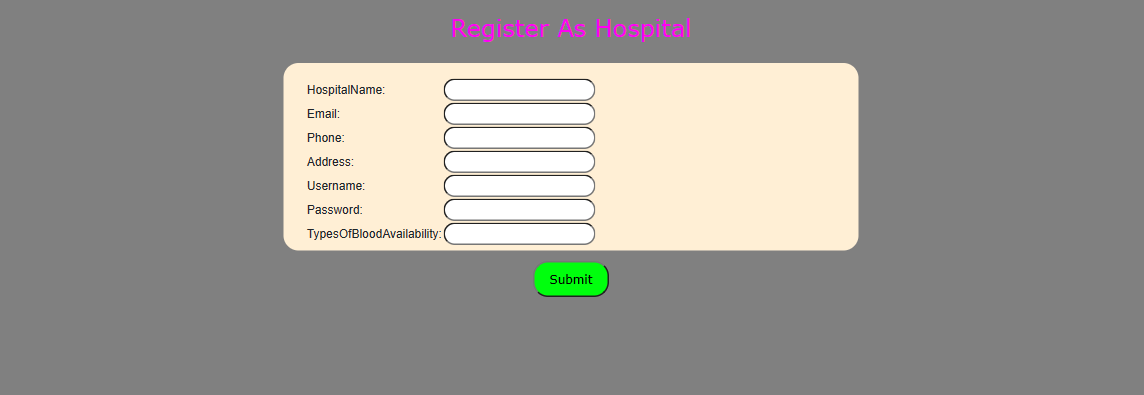 Register As Hospital
HospitalName:
Email:
Phone:
Address:
Username:
Password:
TypesOfBloodAvailability:
Submit